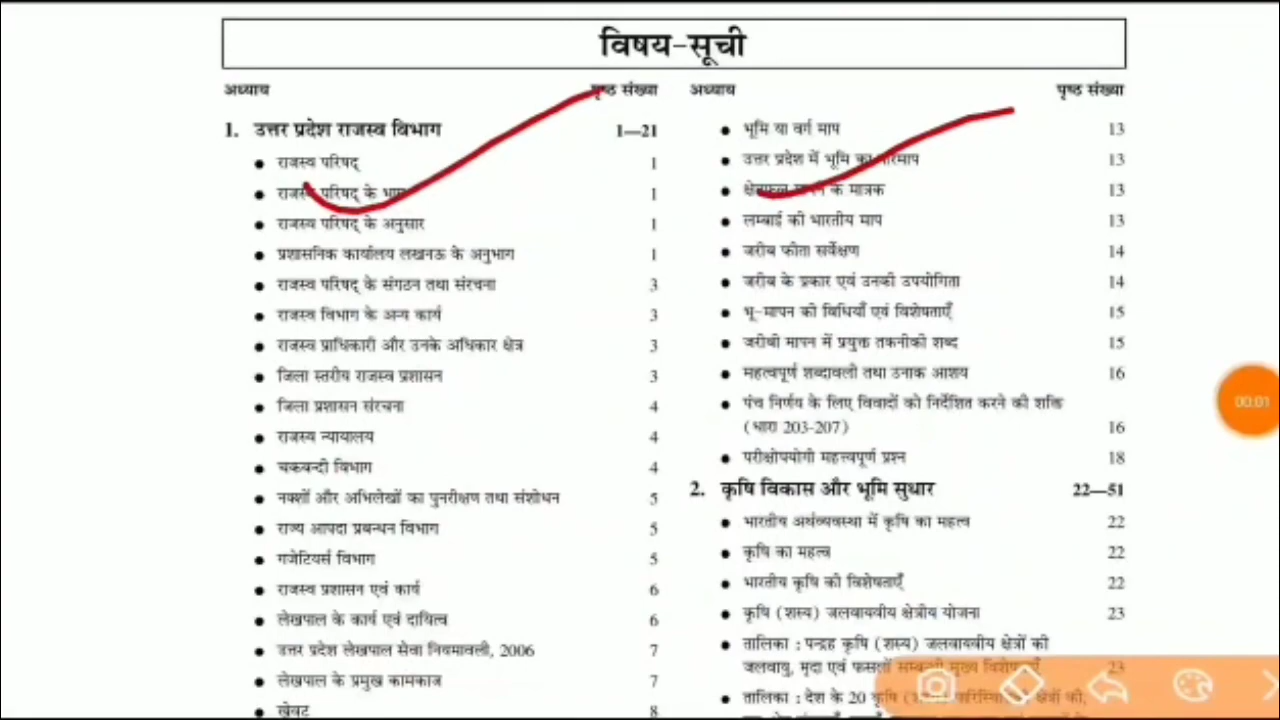 विषय-सूची
अध्याय पृष्ठ संख्या
1. उत्तर प्रदेश राजस्व विभाग 1—21
● राजस्व परिषद् 1
● राजस्व परिषद् के 1
● राजस्व परिषद् के अनुसार 1
● प्रशासनिक कार्यालय लखनऊ के अनुभाग 1
● राजस्व परिषद् के संगठन तथा संरचना 3
● राजस्व विभाग के अन्य कार्य 3
● राजस्व प्राधिकारी और उनके अधिकार क्षेत्र 3
● जिला स्तरीय राजस्व प्रशासन 3
● जिला प्रशासन संरचना 4
● राजस्व न्यायालय 4
● चकबन्दी विभाग 4
● नक्शों और अभिलेखों का पुनरीक्षण तथा संशोधन 5
● राज्य आपदा प्रबन्धन विभाग 5
● गजेटियर्स विभाग 5
● राजस्व प्रशासन एवं कार्य 6
● लेखपाल के कार्य एवं दायित्व 6
● उत्तर प्रदेश लेखपाल सेवा नियमावली, 2006 7
● लेखपाल के प्रमुख कामकाज 7
● खेवट 8
अध्याय पृष्ठ संख्या
● भूमि या वर्ग माप 13
● उत्तर प्रदेश में भूमि का परिमाप 13
● क्षेत्रफल मापने के मात्रक 13
● लम्बाई की भारतीय माप 13
● जरीब फीता सर्वेक्षण 14
● जरीब के प्रकार एवं उनकी उपयोगिता 14
● भू-मापन की विधियाँ एवं विशेषताएँ 15
● जरीबी मापन में प्रयुक्त तकनीकी शब्द 15
● महत्वपूर्ण शब्दावली तथा उनाक आशय 16
● पंच निर्णय के लिए विवादों को निर्देशित करने की शक्ति
(धारा 203-207) 16
● परीक्षोपयोगी महत्त्वपूर्ण प्रश्न 18
2. कृषि विकास और भूमि सुधार 22—51
● भारतीय अर्थव्यवस्था में कृषि का महत्व 22
● कृषि का महत्व 22
● भारतीय कृषि की विशेषताएँ 22
● कृषि (शस्य) जलवायवीय क्षेत्रीय योजना 23
● तालिका : पन्द्रह कृषि (शस्य) जलवायवीय क्षेत्रों की
जलवायु, मृदा एवं फसलों सम्बन्धी मुख्य विशेषताएँ 23
● तालिका : देश के 20 कृषि क्षेत्रों की,
00:01